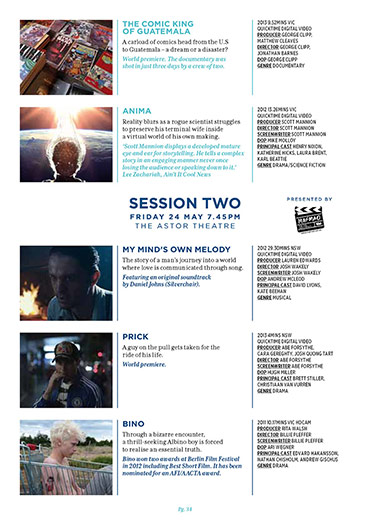 THE COMIC KING
OF GUATEMALA
A carload of comics head from the U.S
to Guatemala – a dream or a disaster?
World premiere. The documentary was
shot in just three days by a crew of two.
2013 9.52MINS VIC
QUICKTIME DIGITAL VIDEO
PRODUCER GEORGE CLIPP,
MATTHEW CLEAVES
DIRECTOR GEORGE CLIPP,
JONATHAN BARNES
DOP GEORGE CLIPP
GENRE DOCUMENTARY
ANIMA
Reality blurs as a rogue scientist struggles
to preserve his terminal wife inside
a virtual world of his own making.
'Scott Mannion displays a developed mature
eye and ear for storytelling. He tells a complex
story in an engaging manner never once
losing the audience or speaking down to it.'
Lee Zachariah, Ain't It Cool News
2012 15.26MINS VIC
QUICKTIME DIGITAL VIDEO
PRODUCER SCOTT MANNION
DIRECTOR SCOTT MANNION
SCREENWRITER SCOTT MANNION
DOP MIKE MOLLOY
PRINCIPAL CAST HENRY NIXON,
KATHERINE HICKS, LAURA BRENT,
KARL BEATTIE
GENRE DRAMA/SCIENCE FICTION
SESSION TWO
FRIDAY 24 MAY 7.45PM
THE ASTOR THEATRE
PRESENTED BY
MY MIND'S OWN MELODY
The story of a man's journey into a world
where love is communicated through song.
Featuring an original soundtrack
by Daniel Johns (Silverchair).
2012 29.30MINS NSW
QUICKTIME DIGITAL VIDEO
PRODUCER LAUREN EDWARDS
DIRECTOR JOSH WAKELY
SCREENWRITER JOSH WAKELY
DOP ANDREW MCLEOD
PRINCIPAL CAST DAVID LYONS,
KATE BEEHAN
GENRE MUSICAL
PRICK
A guy on the pull gets taken for the
ride of his life.
World premiere.
2013 4MINS NSW
QUICKTIME DIGITAL VIDEO
PRODUCER ABE FORSYTHE,
CARA GEREGHTY, JOSH QUONG TART
DIRECTOR ABE FORSYTHE
SCREENWRITER ABE FORSYTHE
DOP HUGH MILLER
PRINCIPAL CAST BRETT STILLER,
CHRISTIAAN VAN VUREN
GENRE DRAMA
BINO
Through a bizarre encounter,
a thrill-seeking Albino boy is forced
to realise an essential truth.
Bino won two awards at Berlin Film Festival
in 2012 including Best Short Film. It has been
nominated for an AFI/AACTA award.
2011 10.37MINS VIC HDCAM
PRODUCER RITA WALSH
DIRECTOR BILLIE PLEFFER
SCREENWRITER BILLIE PLEFFER
DOP ARI WEGNER
PRINCIPAL CAST EDVARD HAKANSSON,
NATHAN CHISHOLM, ANDREW GISCHUS
GENRE DRAMA